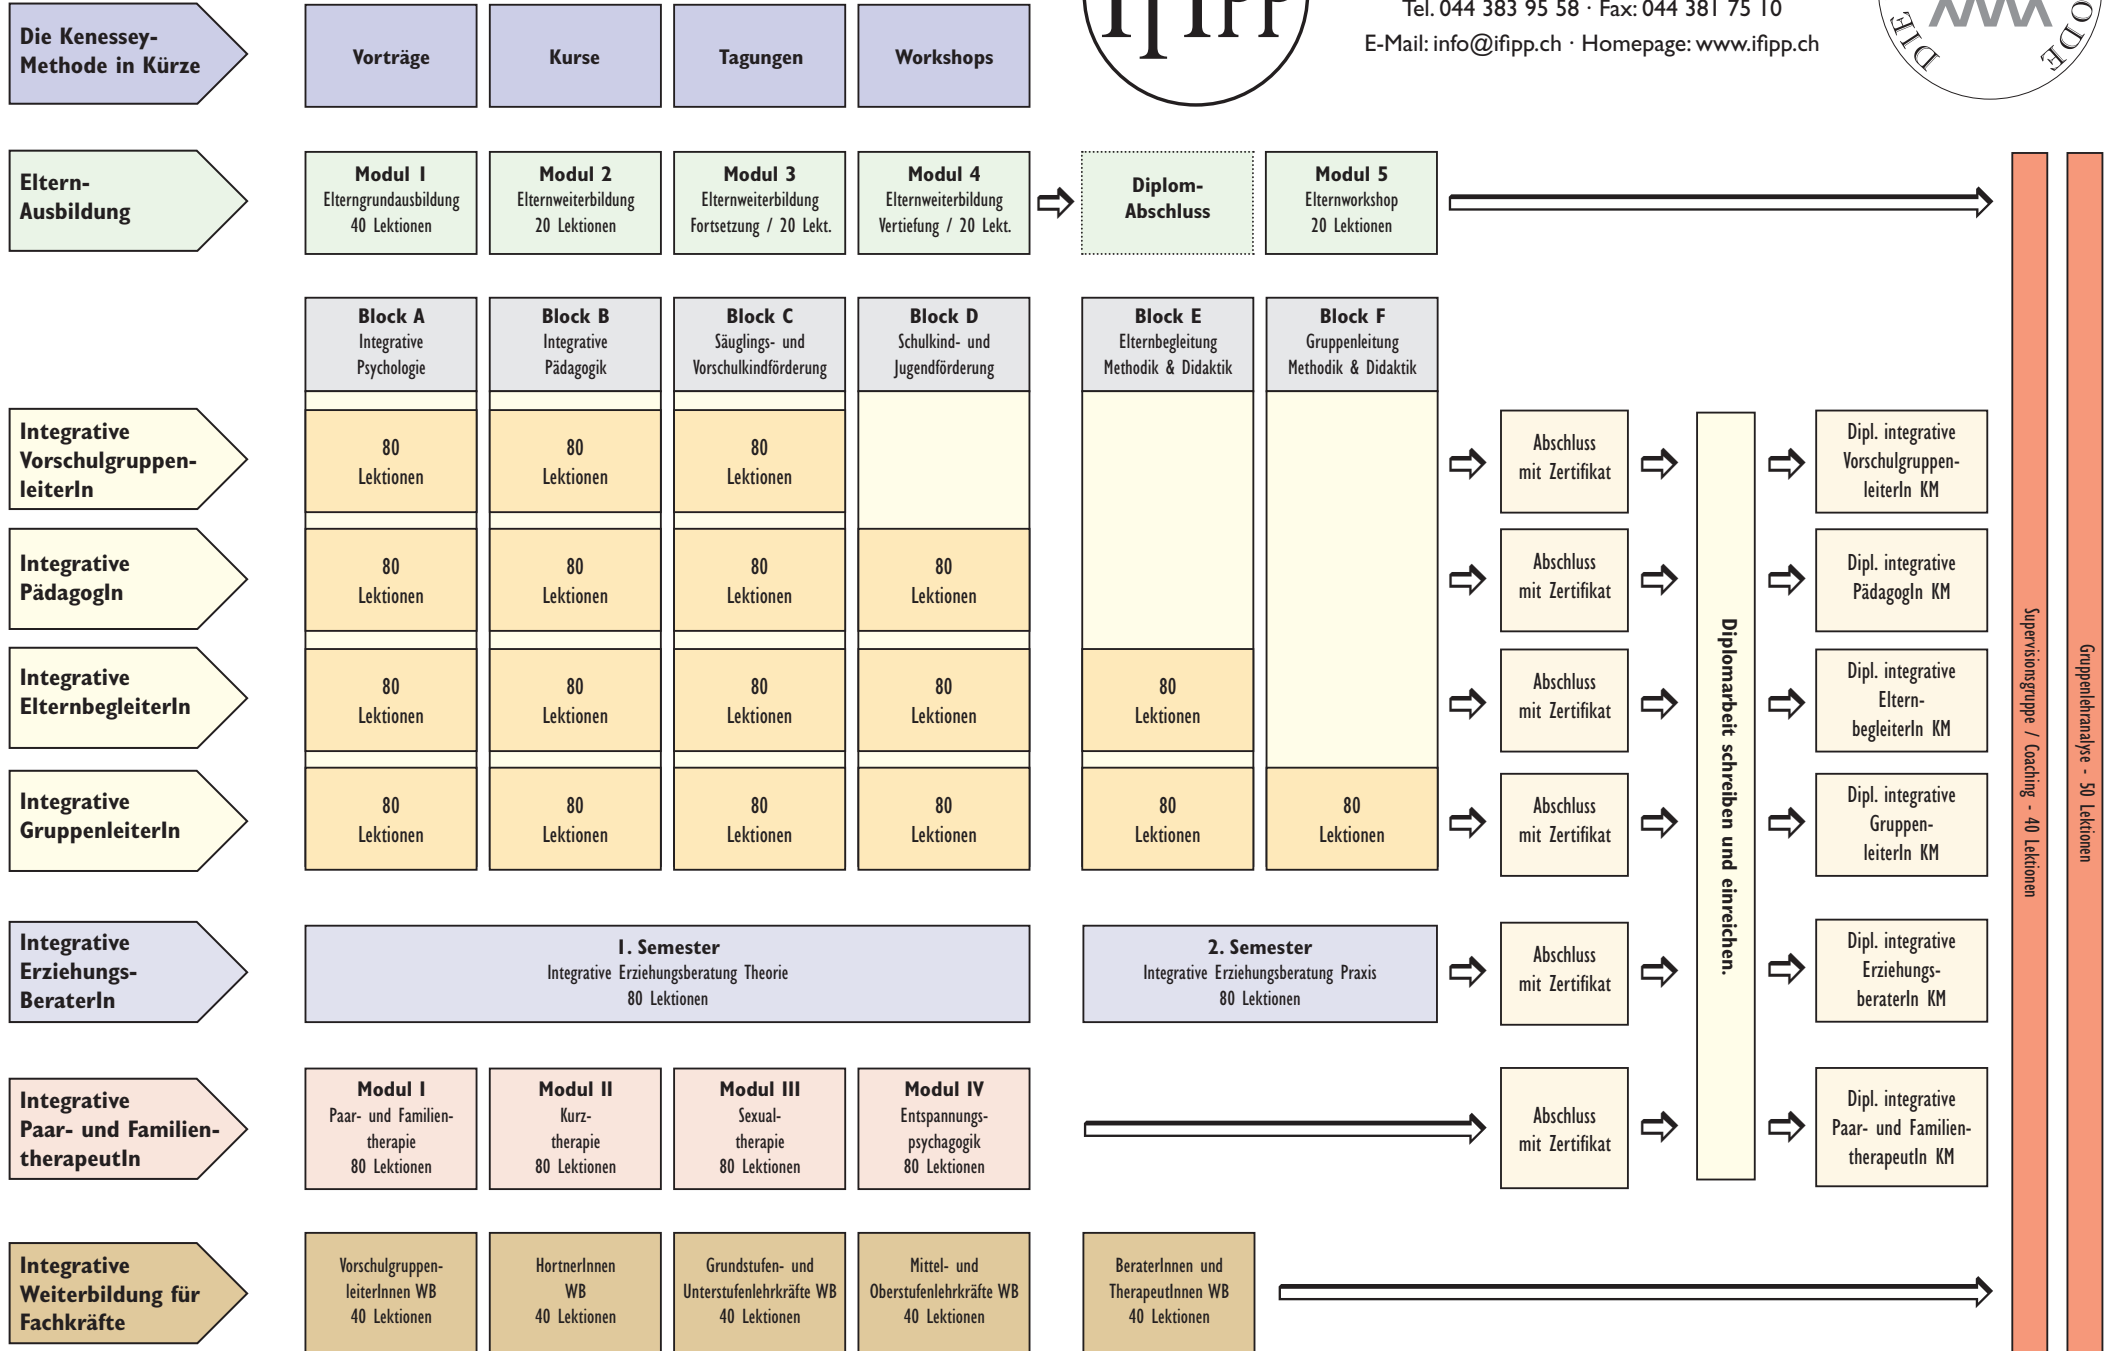 Tel. 044 383 95 58 · Fax: 044 381 75 10
E-Mail: info@ifipp.ch · Homepage: www.ifipp.ch
IfIPP
DIE
ODE
Die Kenessey-
Methode in Kürze
Vorträge
Kurse
Tagungen
Workshops
Eltern-
Ausbildung
Modul 1
Elterngrundausbildung
40 Lektionen
Modul 2
Elternweiterbildung
20 Lektionen
Modul 3
Elternweiterbildung
Fortsetzung / 20 Lekt.
Modul 4
Elternweiterbildung
Vertiefung / 20 Lekt.
Diplom-
Abschluss
Modul 5
Elternworkshop
20 Lektionen
Block A
Integrative
Psychologie
Block B
Integrative
Pädagogik
Block C
Säuglings- und
Vorschulkindförderung
Block D
Schulkind- und
Jugendförderung
Block E
Elternbegleitung
Methodik & Didaktik
Block F
Gruppenleitung
Methodik & Didaktik
Integrative
Vorschulgruppen-
leiterIn
80
Lektionen
80
Lektionen
80
Lektionen
Abschluss
mit Zertifikat
Dipl. integrative
Vorschulgruppen-
leiterIn KM
Integrative
PädagogIn
80
Lektionen
80
Lektionen
80
Lektionen
80
Lektionen
Abschluss
mit Zertifikat
Dipl. integrative
PädagogIn KM
Integrative
ElternbegleiterIn
80
Lektionen
80
Lektionen
80
Lektionen
80
Lektionen
80
Lektionen
Abschluss
mit Zertifikat
Dipl. integrative
Eltern-
begleiterIn KM
Integrative
GruppenleiterIn
80
Lektionen
80
Lektionen
80
Lektionen
80
Lektionen
80
Lektionen
80
Lektionen
Abschluss
mit Zertifikat
Dipl. integrative
Gruppen-
leiterIn KM
Integrative
Erziehungs-
BeraterIn
1. Semester
Integrative Erziehungsberatung Theorie
80 Lektionen
2. Semester
Integrative Erziehungsberatung Praxis
80 Lektionen
Abschluss
mit Zertifikat
Dipl. integrative
Erziehungs-
beraterIn KM
Integrative
Paar- und Familien-
therapeutIn
Modul I
Paar- und Familien-
therapie
80 Lektionen
Modul II
Kurz-
therapie
80 Lektionen
Modul III
Sexual-
therapie
80 Lektionen
Modul IV
Entspannungs-
psychagogik
80 Lektionen
Abschluss
mit Zertifikat
Dipl. integrative
Paar- und Familien-
therapeutIn KM
Diplomarbeit schreiben und einreichen.
Supervisionsgruppe / Coaching - 40 Lektionen
Gruppenlehranalyse - 50 Lektionen
Integrative
Weiterbildung für
Fachkräfte
Vorschulgruppen-
leiterInnen WB
40 Lektionen
HortnerInnen
WB
40 Lektionen
Grundstufen- und
Unterstufenlehrkräfte WB
40 Lektionen
Mittel- und
Oberstufenlehrkräfte WB
40 Lektionen
BeraterInnen und
TherapeutInnen WB
40 Lektionen